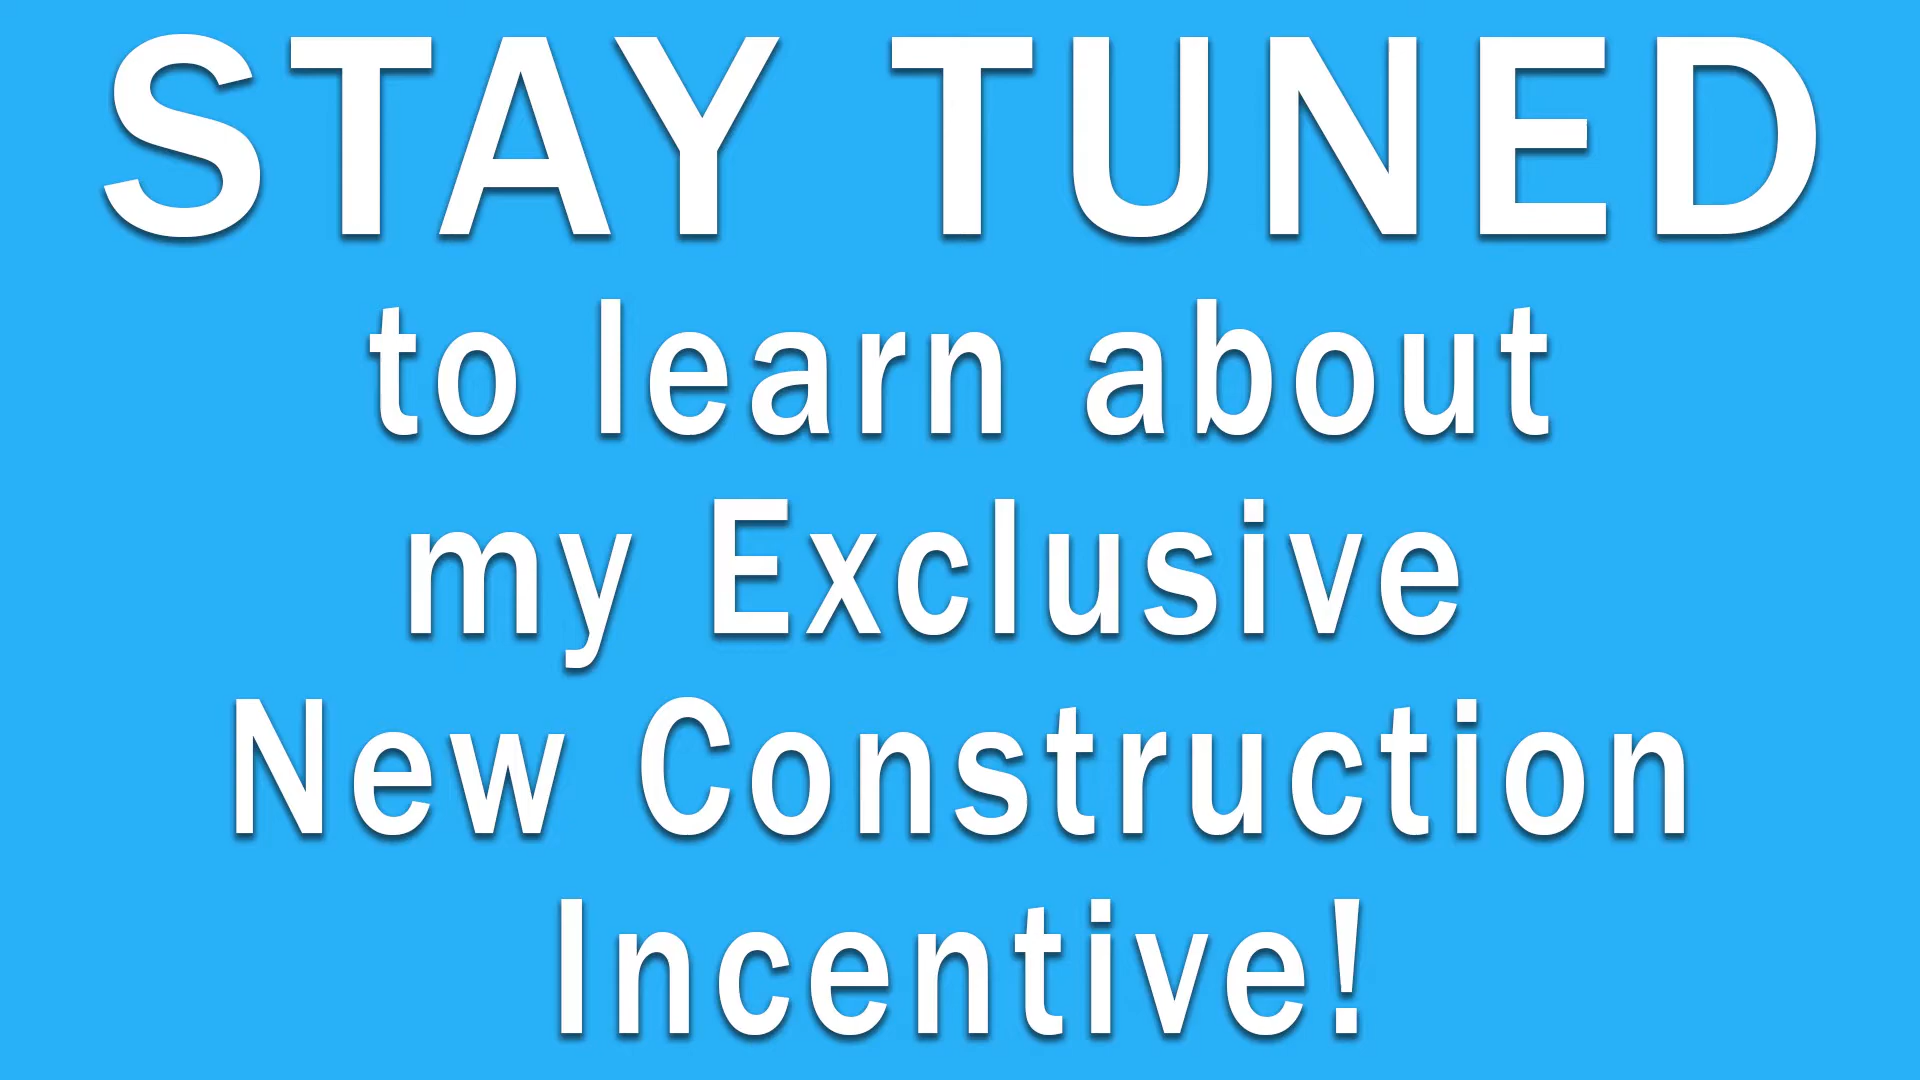 STAY TUNED
to learn about
my Exclusive
New Construction
Incentive!